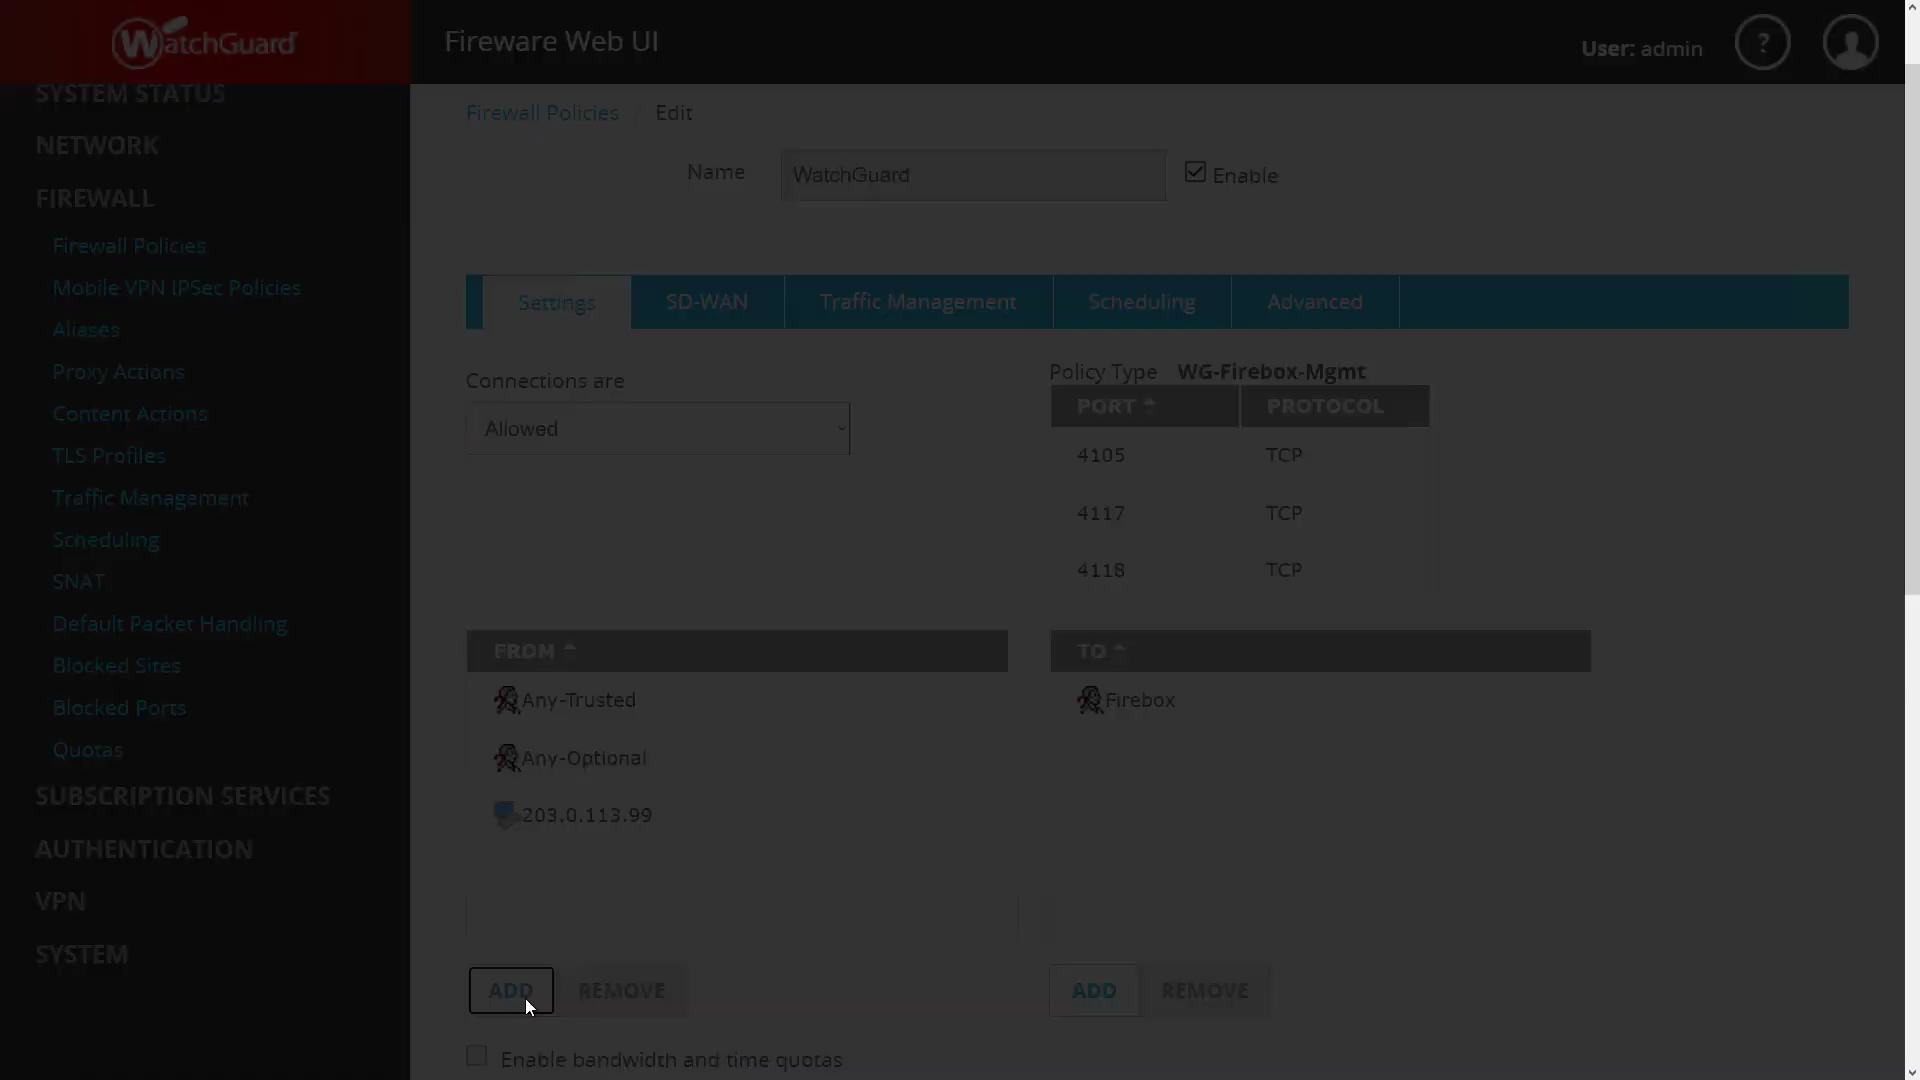 WatchGuard
Fireware Web UI
User: admin
?
SYSTEM STATUS
NETWORK
FIREWALL
Firewall Policies
Mobile VPN IPSec Policies
Aliases
Proxy Actions
Content Actions
TLS Profiles
Traffic Management
Scheduling
SNAT
Default Packet Handling
Blocked Sites
Blocked Ports
Quotas
SUBSCRIPTION SERVICES
AUTHENTICATION
VPN
SYSTEM
Firewall Policies / Edit
Name WatchGuard Enable
Settings SD-WAN Traffic Management Scheduling Advanced
Connections are
Allowed
Policy Type WG-Firebox-Mgmt
PORT PROTOCOL
4105 TCP
4117 TCP
4118 TCP
FROM
Any-Trusted
Any-Optional
203.0.113.99
ADD REMOVE
TO
Firebox
ADD REMOVE
Enable bandwidth and time quotas